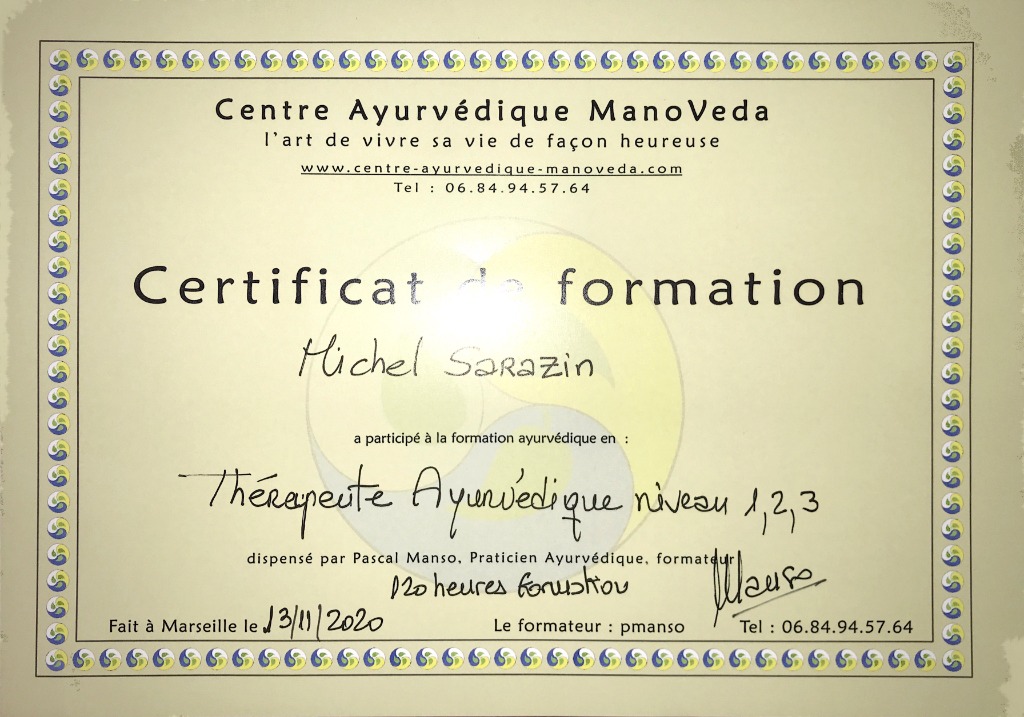 Centre Ayurvédique ManoVeda
l'art de vivre sa vie de façon heureuse
www.centre-ayurvedique-manoveda.com
Tel : 06.84.94.57.64
Certificat de formation
Michel Sarazin
a participé à la formation ayurvédique en :
Thérapeute Ayurvédique niveau 1,2,3
dispensé par Pascal Manso, Praticien Ayurvédique, formateur
120 heures formation
Manso
Fait à Marseille le 13/11/2020
Le formateur : pmanso
Tel : 06.84.94.57.64